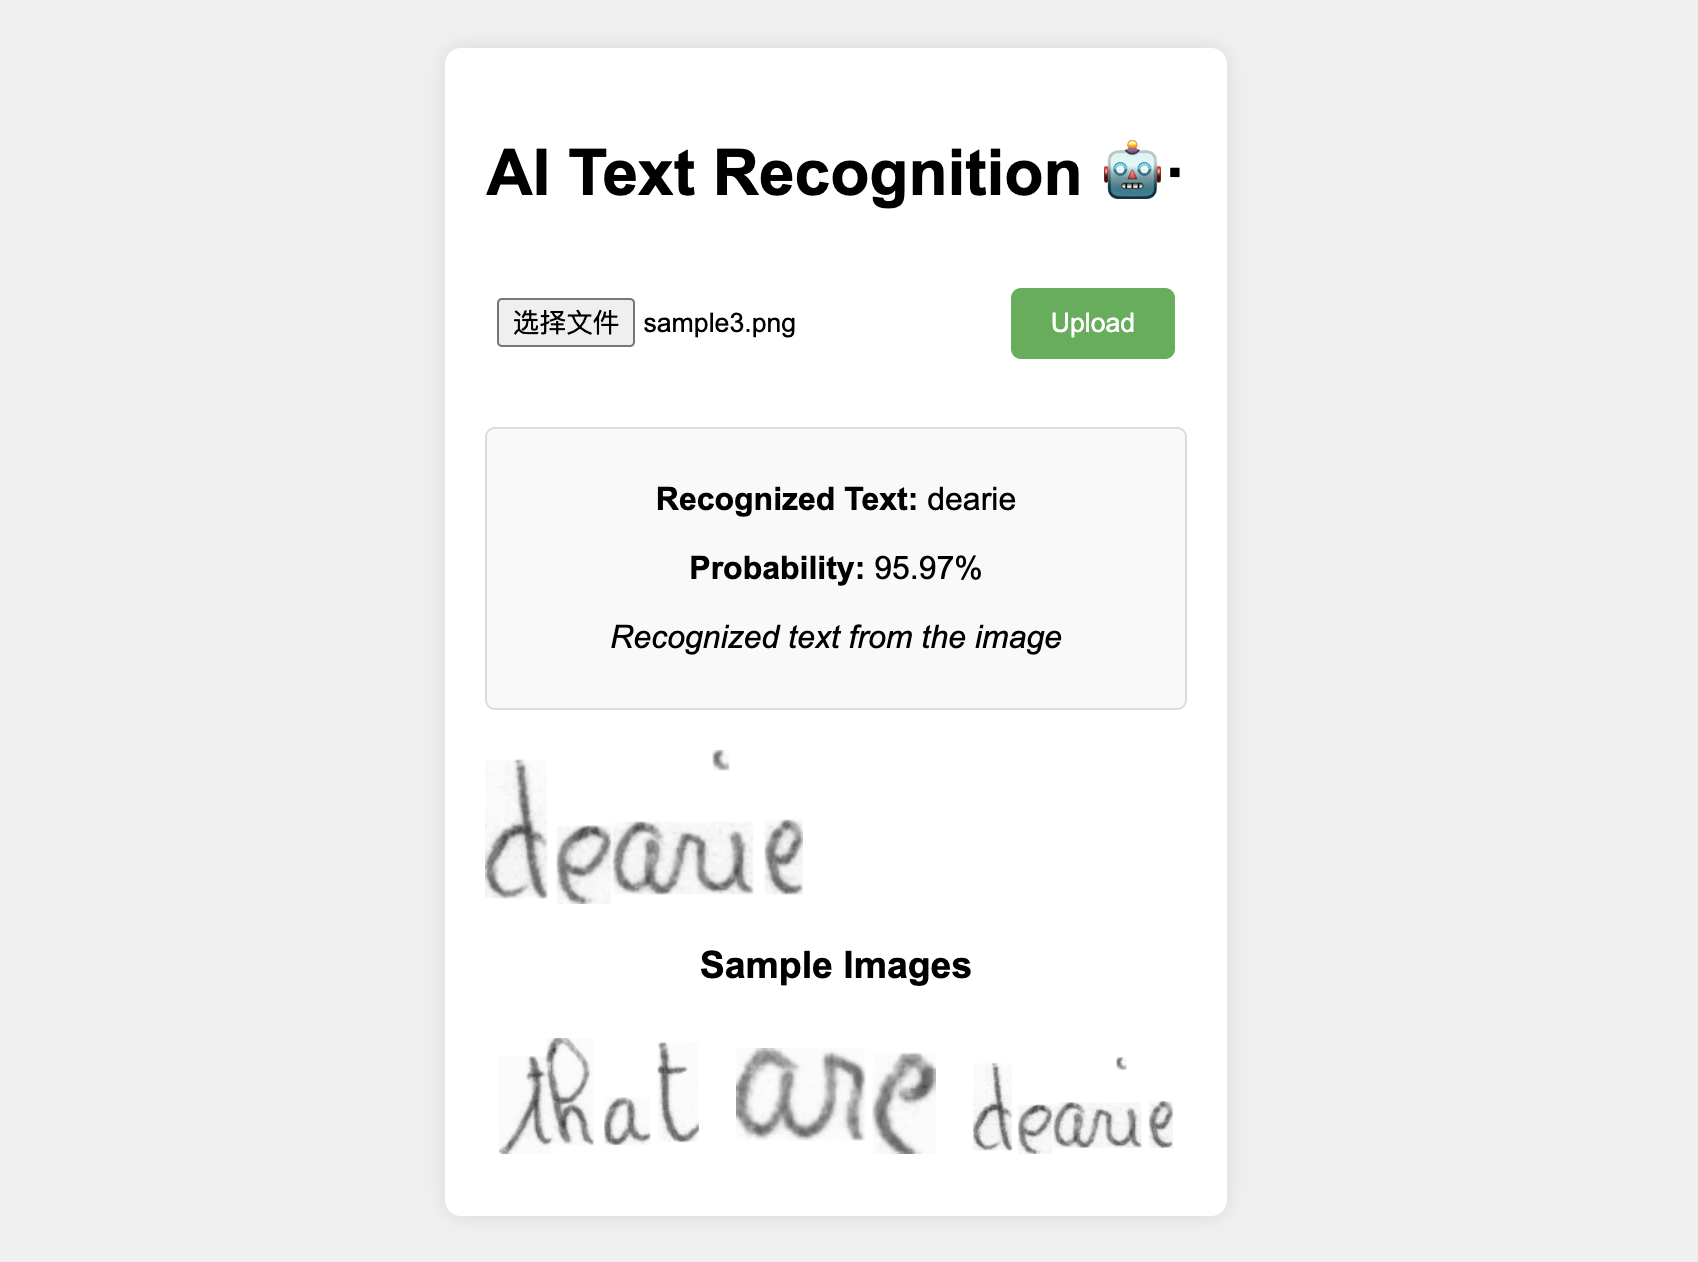 AI Text Recognition 🤖·
选择文件 sample3.png Upload
Recognized Text: dearie
Probability: 95.97%
Recognized text from the image
dearie
Sample Images
that are dearie